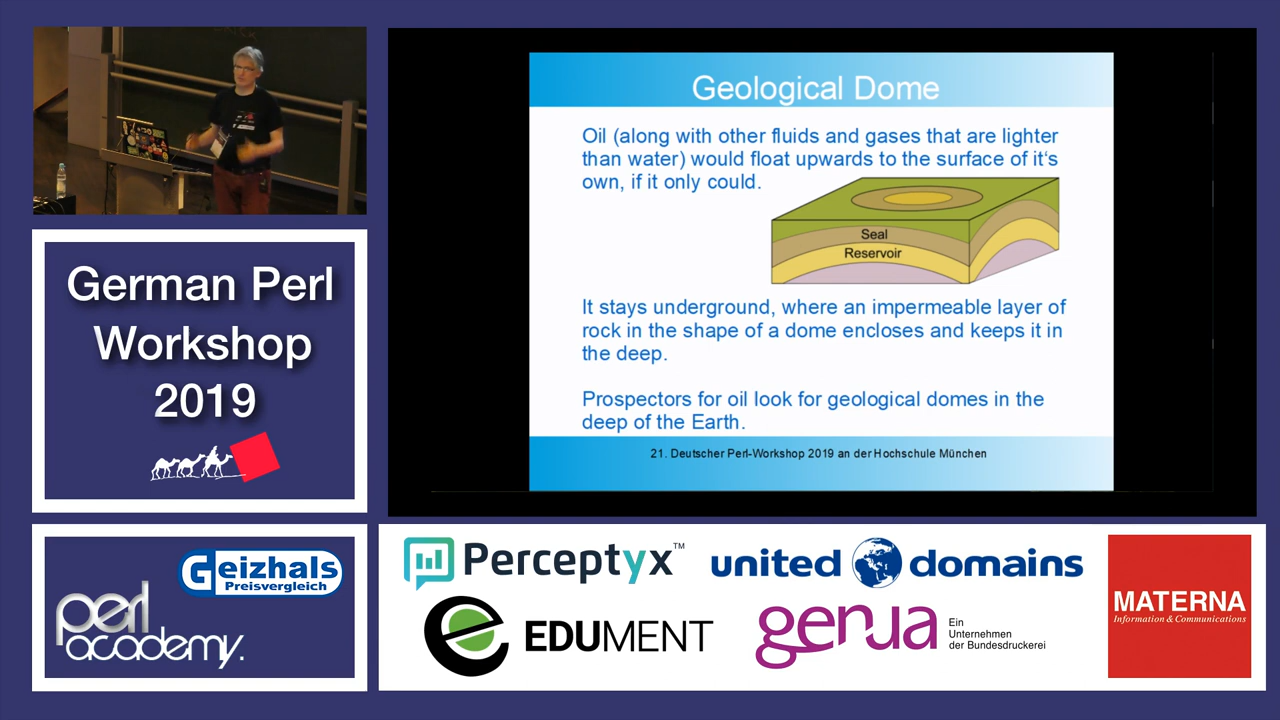 Geological Dome
Oil (along with other fluids and gases that are lighter
than water) would float upwards to the surface of it‘s
own, if it only could.
Seal
Reservoir
It stays underground, where an impermeable layer of
rock in the shape of a dome encloses and keeps it in
the deep.
Prospectors for oil look for geological domes in the
deep of the Earth.
21. Deutscher Perl-Workshop 2019 an der Hochschule München
German Perl
Workshop
2019
Geizhals
Preisvergleich
perl
academy.
Perceptyx™
united domains
EDUMENT
genua
Ein
Unternehmen
der Bundesdruckerei
MATERNA
Information & Communications